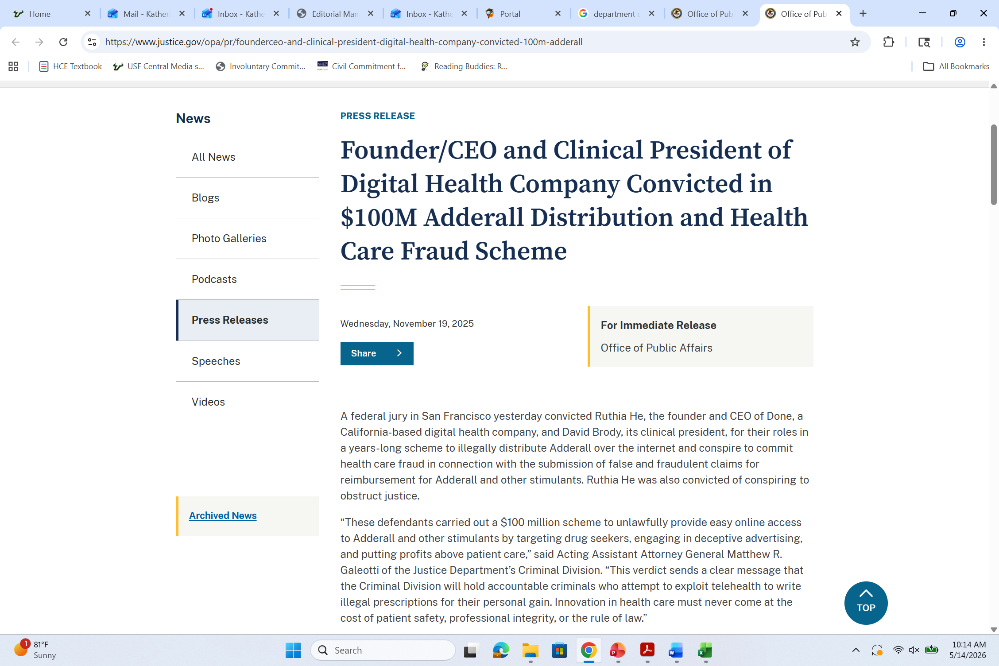 Home
Mail - Katheri
Inbox - Kathe
Editorial Man
Inbox - Kathe
Portal
department o
Office of Pub
Office of Pub
https://www.justice.gov/opa/pr/founderceo-and-clinical-president-digital-health-company-convicted-100m-adderall
HCE Textbook
USF Central Media s...
Involuntary Commit...
NHLC
Civil Commitment f...
Reading Buddies: R...
All Bookmarks
News
All News
Blogs
Photo Galleries
Podcasts
Press Releases
Speeches
Videos
Archived News
PRESS RELEASE
Founder/CEO and Clinical President of
Digital Health Company Convicted in
$100M Adderall Distribution and Health
Care Fraud Scheme
Wednesday, November 19, 2025
Share
For Immediate Release
Office of Public Affairs
A federal jury in San Francisco yesterday convicted Ruthia He, the founder and CEO of Done, a
California-based digital health company, and David Brody, its clinical president, for their roles in
a years-long scheme to illegally distribute Adderall over the internet and conspire to commit
health care fraud in connection with the submission of false and fraudulent claims for
reimbursement for Adderall and other stimulants. Ruthia He was also convicted of conspiring to
obstruct justice.
“These defendants carried out a $100 million scheme to unlawfully provide easy online access
to Adderall and other stimulants by targeting drug seekers, engaging in deceptive advertising,
and putting profits above patient care,” said Acting Assistant Attorney General Matthew R.
Galeotti of the Justice Department’s Criminal Division. “This verdict sends a clear message that
the Criminal Division will hold accountable criminals who attempt to exploit telehealth to write
illegal prescriptions for their personal gain. Innovation in health care must never come at the
cost of patient safety, professional integrity, or the rule of law.”
TOP
1
81°F
Sunny
Search
P
W
X
10:14 AM
5/14/2026